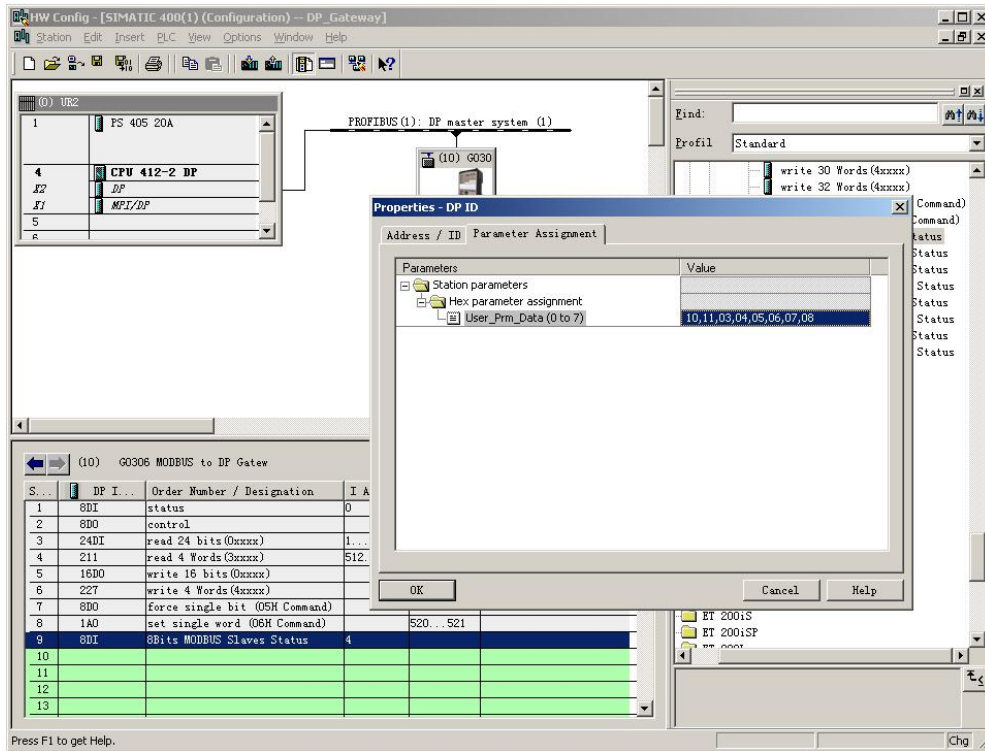 HW Config - [SIMATIC 400(1) (Configuration) -- DP_Gateway]
Station Edit Insert PLC View Options Window Help
(0) UR2
1 PS 405 20A
4 CPU 412-2 DP
X2 DP
X1 MPI/DP
5
6
PROFIBUS(1): DP master system (1)
(10) G030
Find:
Profil Standard
write 30 Words(4xxxx)
write 32 Words(4xxxx)
Command)
Command)
tatus
Status
Status
Status
Status
Status
Status
Status
Properties - DP ID
Address / ID Parameter Assignment
Parameters Value
Station parameters
Hex parameter assignment
User_Prm_Data (0 to 7) 10,11,03,04,05,06,07,08
OK Cancel Help
ET 200iS
ET 200iSP
(10) G0306 MODBUS to DP Gatew
S... DP I... Order Number / Designation I A
1 8DI status 0
2 8DO control
3 24DI read 24 bits(0xxxx) 1...
4 211 read 4 Words(3xxxx) 512.
5 16DO write 16 bits(0xxxx)
6 227 write 4 Words(4xxxx)
7 8DO force single bit (05H Command)
8 1AO set single word (06H Command) 520...521
9 8DI 8Bits MODBUS Slaves Status 4
10
11
12
13
Press F1 to get Help. Chg